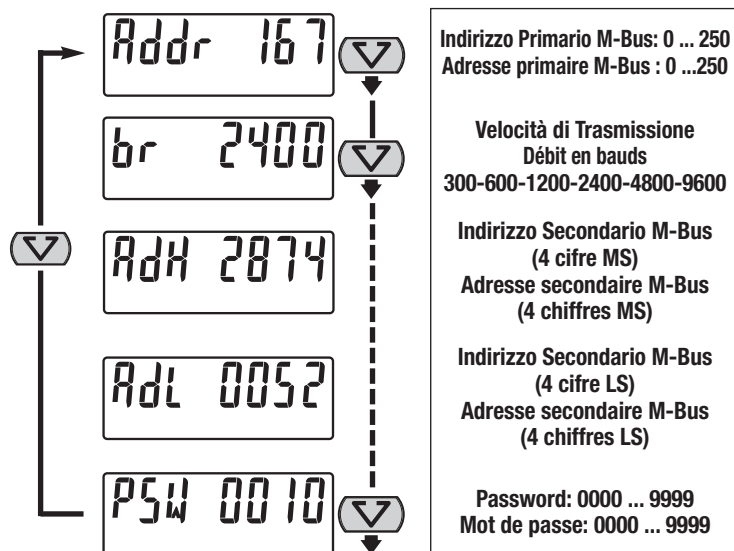 Addr 167
Indirizzo Primario M-Bus: 0 ... 250
Adresse primaire M-Bus : 0 ...250
br 2400
Velocità di Trasmissione
Débit en bauds
300-600-1200-2400-4800-9600
AdH 2874
Indirizzo Secondario M-Bus
(4 cifre MS)
Adresse secondaire M-Bus
(4 chiffres MS)
AdL 0052
Indirizzo Secondario M-Bus
(4 cifre LS)
Adresse secondaire M-Bus
(4 chiffres LS)
PSW 0010
Password: 0000 ... 9999
Mot de passe: 0000 ... 9999